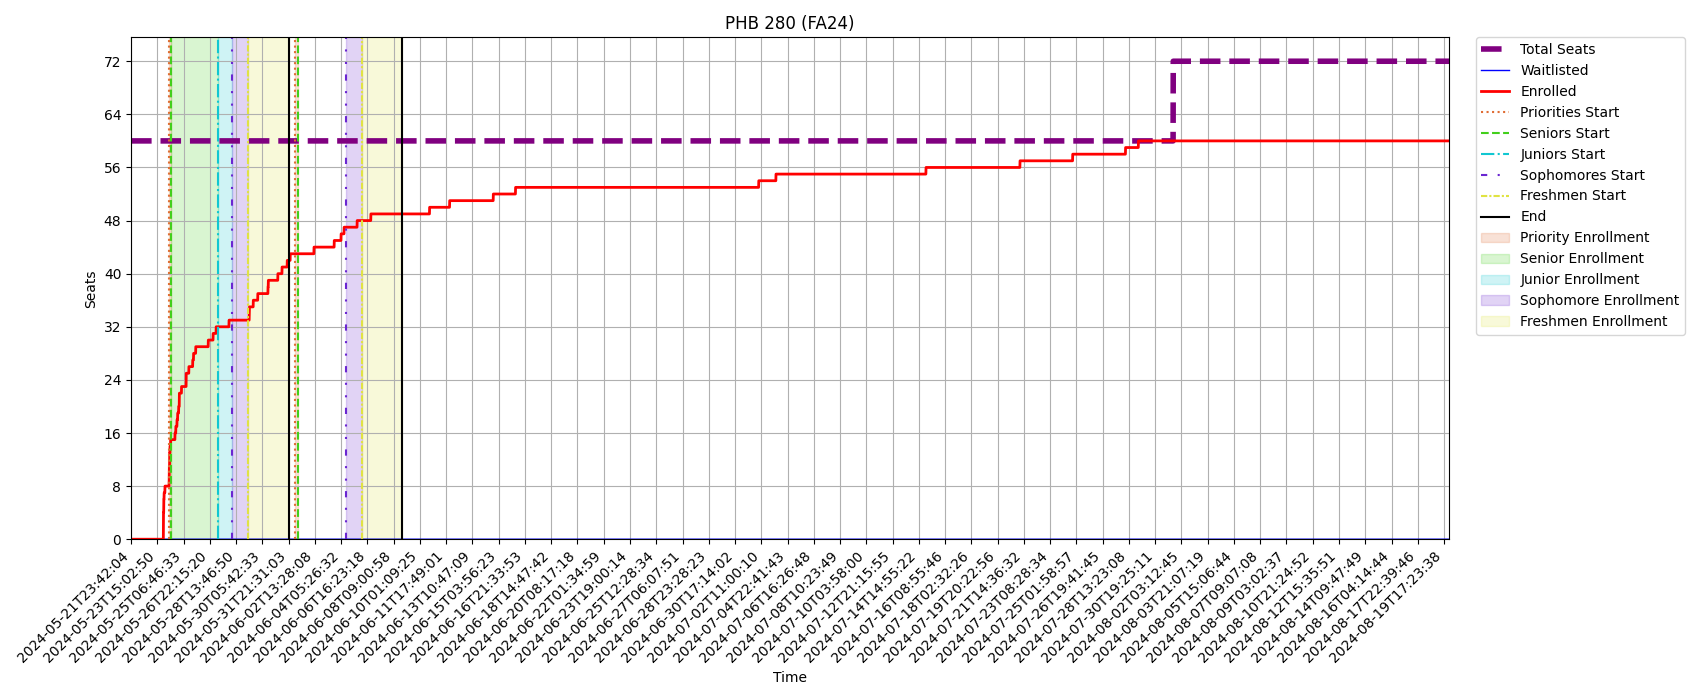 PHB 280 (FA24)
Seats
72
64
56
48
40
32
24
16
8
0
2024-05-21T23:42:04
2024-05-23T15:02:50
2024-05-25T06:46:33
2024-05-26T22:15:20
2024-05-28T13:46:50
2024-05-30T05:42:33
2024-05-31T21:31:03
2024-06-02T13:28:08
2024-06-04T05:26:32
2024-06-06T16:23:18
2024-06-08T09:00:58
2024-06-10T01:09:25
2024-06-11T17:49:01
2024-06-13T10:47:09
2024-06-15T03:56:23
2024-06-16T21:33:53
2024-06-18T14:47:42
2024-06-20T08:17:18
2024-06-22T01:34:59
2024-06-23T19:00:14
2024-06-25T12:28:34
2024-06-27T06:07:51
2024-06-28T23:28:23
2024-06-30T17:14:02
2024-07-02T11:00:10
2024-07-04T22:41:43
2024-07-06T16:26:48
2024-07-08T10:23:49
2024-07-10T03:58:00
2024-07-12T21:15:55
2024-07-14T14:55:22
2024-07-16T08:55:46
2024-07-18T02:32:26
2024-07-19T20:22:56
2024-07-21T14:36:32
2024-07-23T08:28:34
2024-07-25T01:58:57
2024-07-26T19:41:45
2024-07-28T13:23:08
2024-07-30T19:25:11
2024-08-02T03:12:45
2024-08-03T21:07:19
2024-08-05T15:06:44
2024-08-07T09:07:08
2024-08-09T03:02:37
2024-08-10T21:24:52
2024-08-12T15:35:51
2024-08-14T09:47:49
2024-08-16T04:14:44
2024-08-17T22:39:46
2024-08-19T17:23:38
Time
Total Seats
Waitlisted
Enrolled
Priorities Start
Seniors Start
Juniors Start
Sophomores Start
Freshmen Start
End
Priority Enrollment
Senior Enrollment
Junior Enrollment
Sophomore Enrollment
Freshmen Enrollment